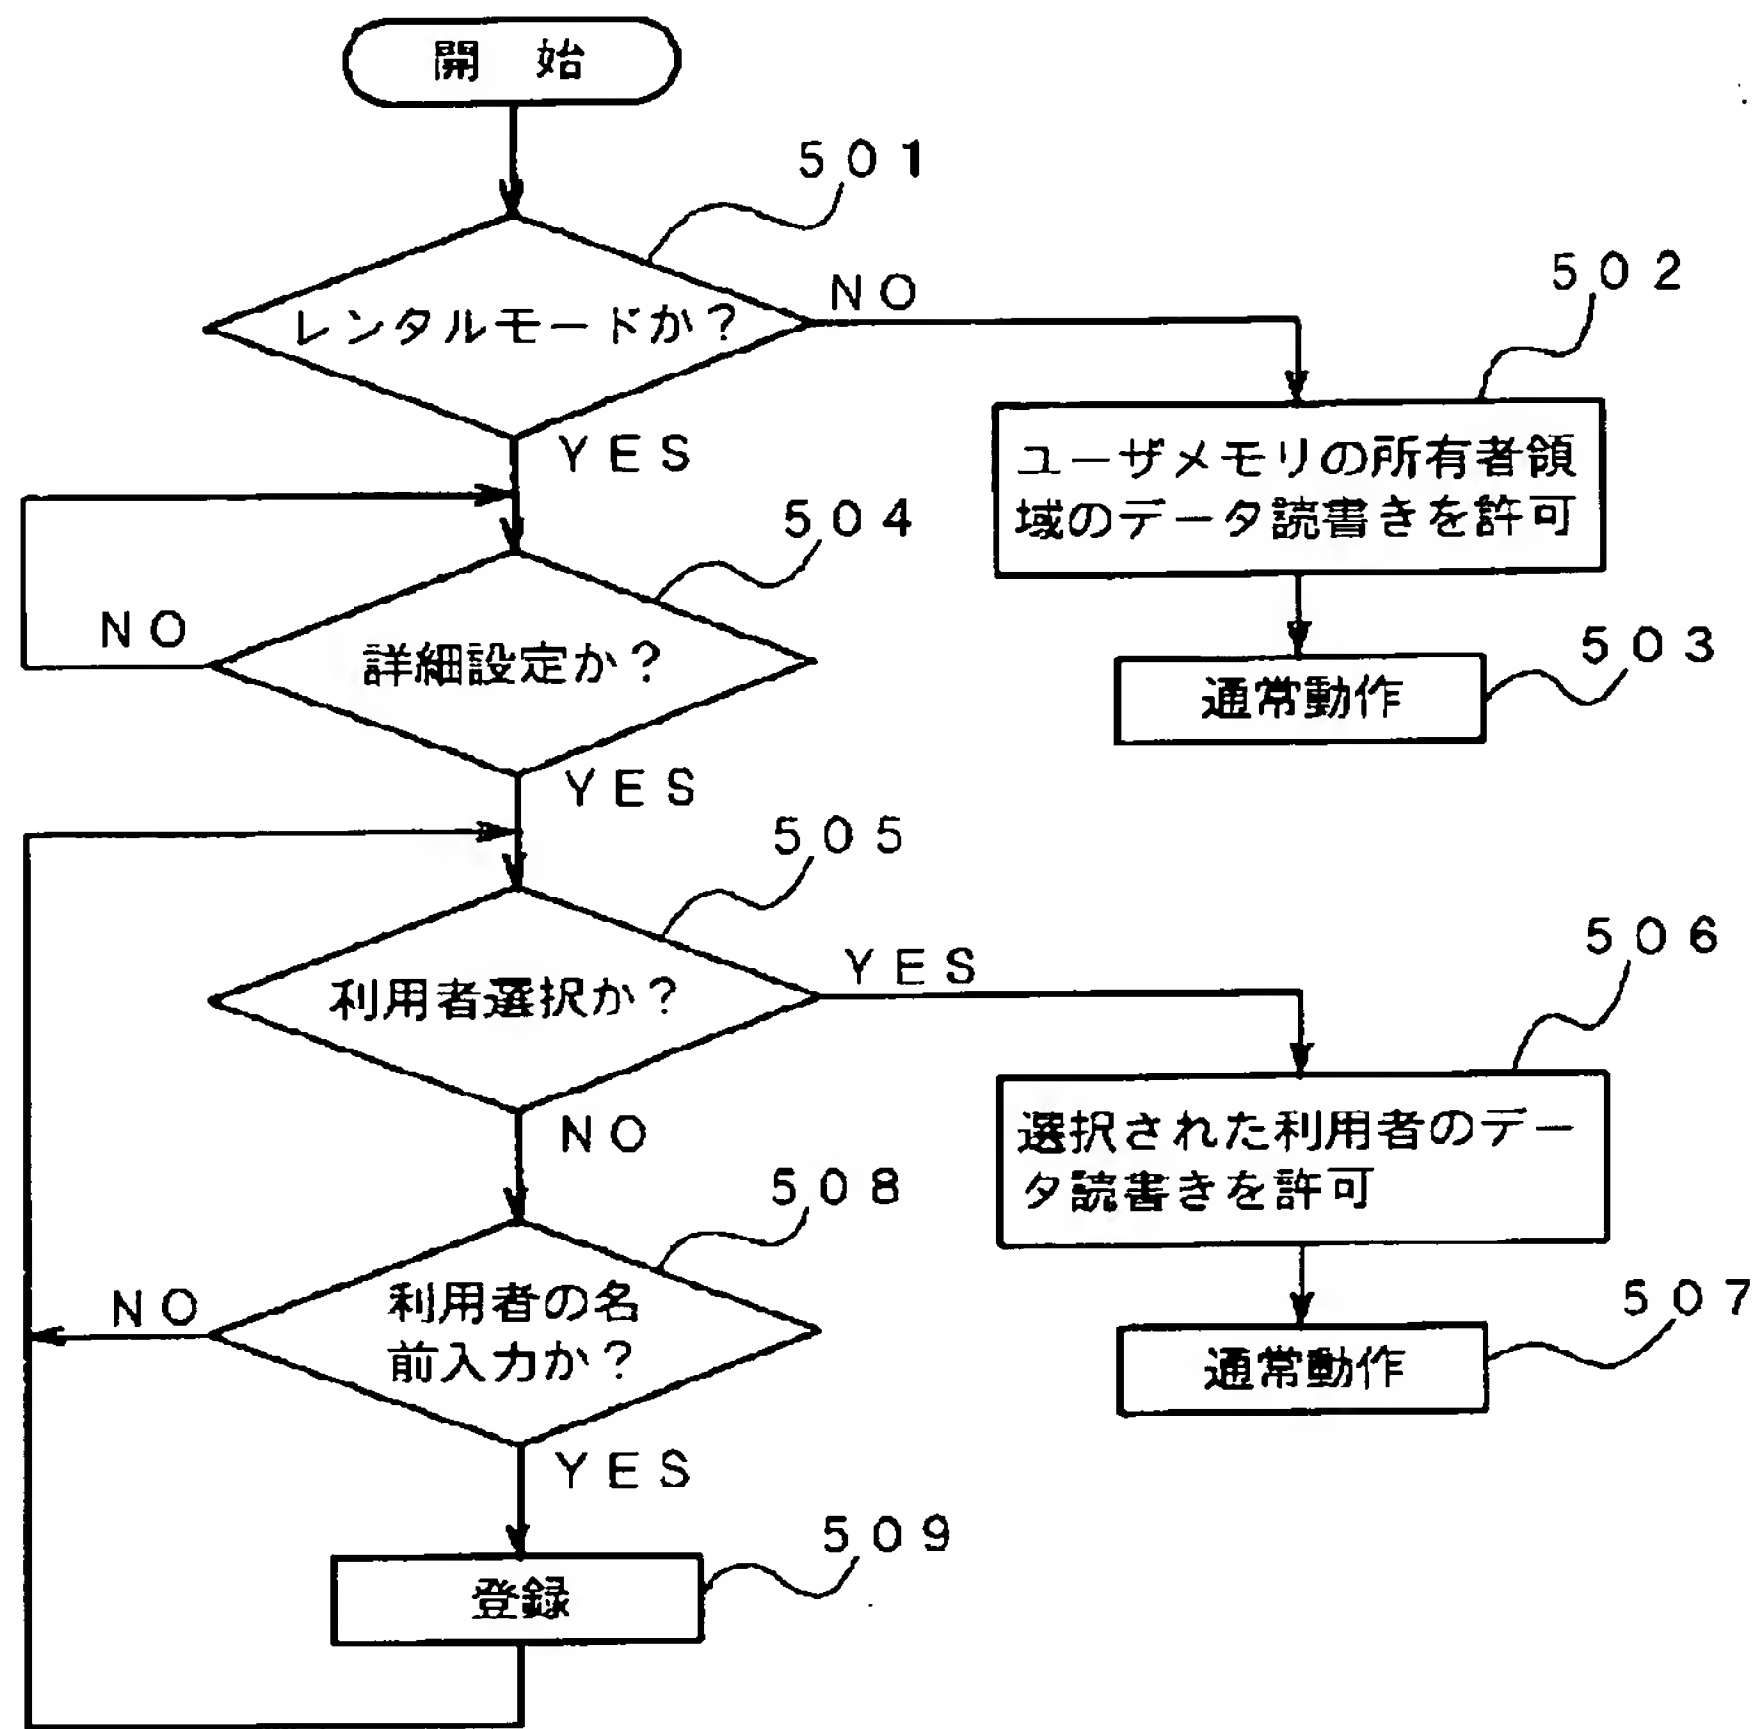 開 始
501
レンタルモードか？
NO
502
YES
ユーザメモリの所有者領
域のデータ読書きを許可
504
NO
詳細設定か？
503
通常動作
YES
505
利用者選択か？
YES
506
NO
選択された利用者のデー
タ読書きを許可
508
利用者の名
前入力か？
NO
507
通常動作
YES
509
登録